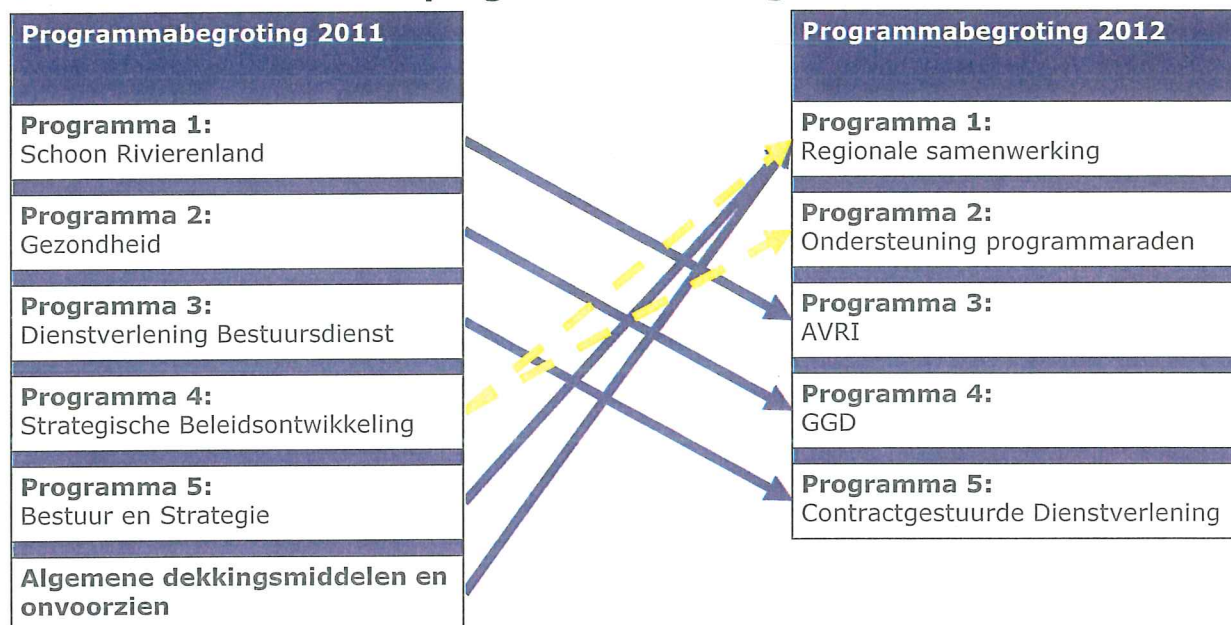 Programmabegroting 2011
Programma 1:
Schoon Rivierenland
Programma 2:
Gezondheid
Programma 3:
Dienstverlening Bestuursdienst
Programma 4:
Strategische Beleidsontwikkeling
Programma 5:
Bestuur en Strategie
Algemene dekkingsmiddelen en
onvoorzien
Programmabegroting 2012
Programma 1:
Regionale samenwerking
Programma 2:
Ondersteuning programmaraden
Programma 3:
AVRI
Programma 4:
GGD
Programma 5:
Contractgestuurde Dienstverlening